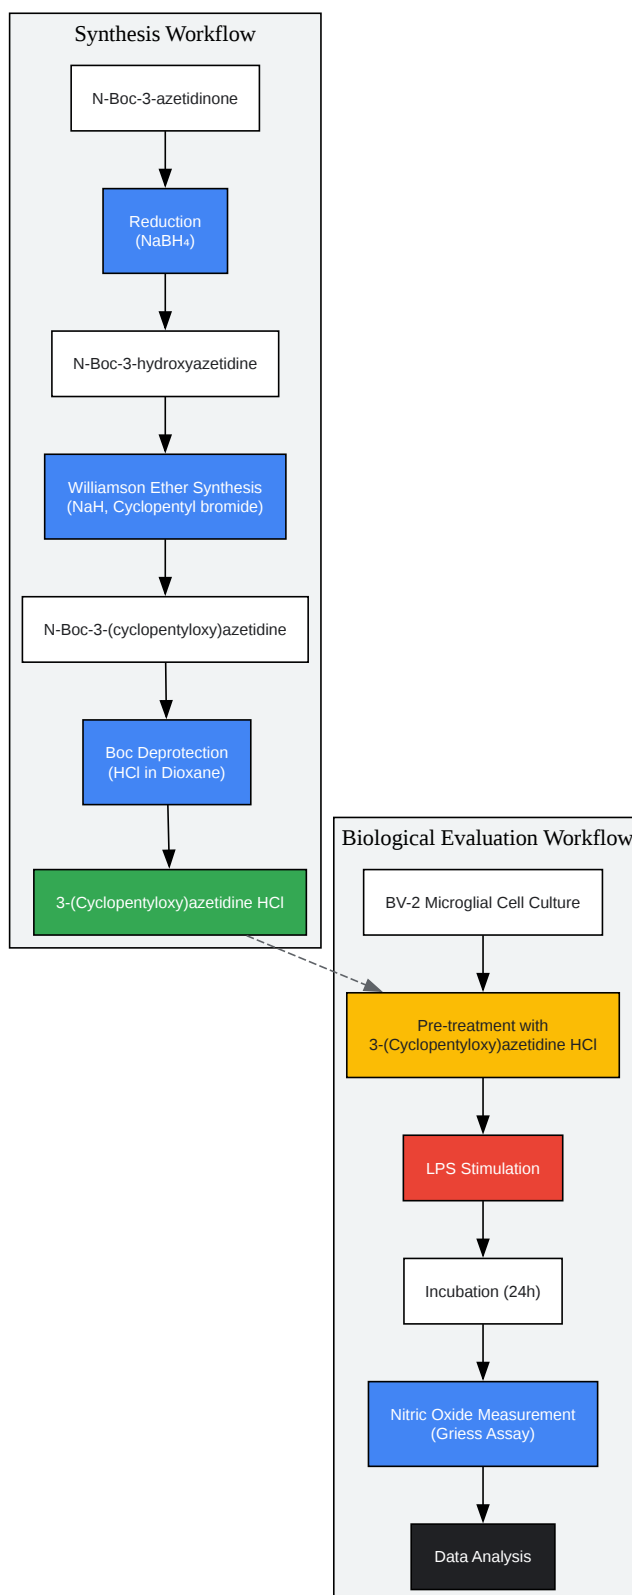 Synthesis Workflow
N-Boc-3-azetidinone
Reduction
(NaBH₄)
N-Boc-3-hydroxyazetidine
Williamson Ether Synthesis
(NaH, Cyclopentyl bromide)
N-Boc-3-(cyclopentyloxy)azetidine
Boc Deprotection
(HCl in Dioxane)
3-(Cyclopentyloxy)azetidine HCl
Biological Evaluation Workflow
BV-2 Microglial Cell Culture
Pre-treatment with
3-(Cyclopentyloxy)azetidine HCl
LPS Stimulation
Incubation (24h)
Nitric Oxide Measurement
(Griess Assay)
Data Analysis